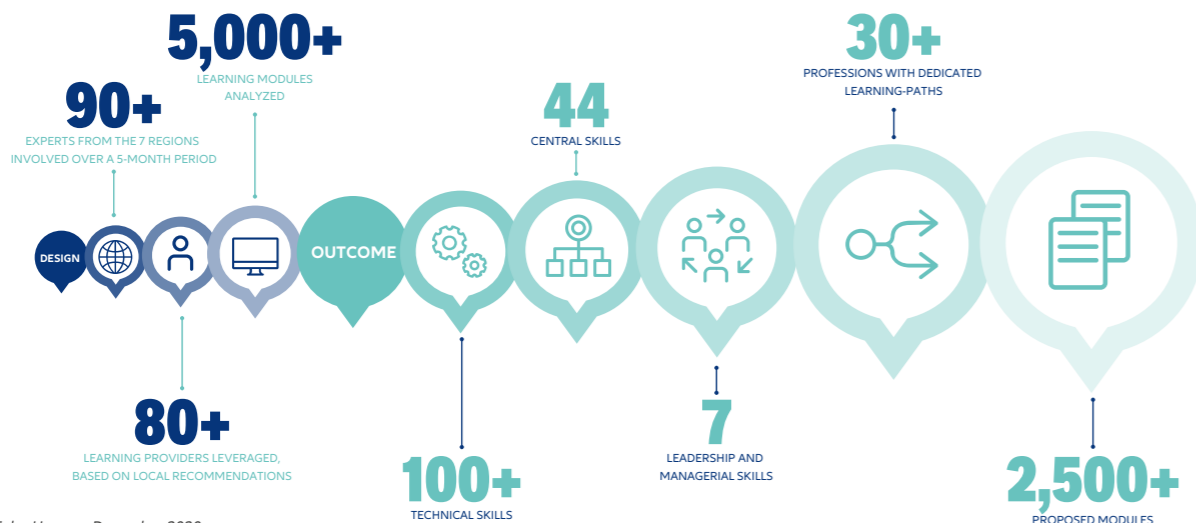 90+
EXPERTS FROM THE 7 REGIONS
INVOLVED OVER A 5-MONTH PERIOD
5,000+
LEARNING MODULES
ANALYZED
DESIGN
80+
LEARNING PROVIDERS LEVERAGED,
BASED ON LOCAL RECOMMENDATIONS
OUTCOME
100+
TECHNICAL SKILLS
44
CENTRAL SKILLS
7
LEADERSHIP AND
MANAGERIAL SKILLS
30+
PROFESSIONS WITH DEDICATED
LEARNING-PATHS
2,500+
PROPOSED MODULES